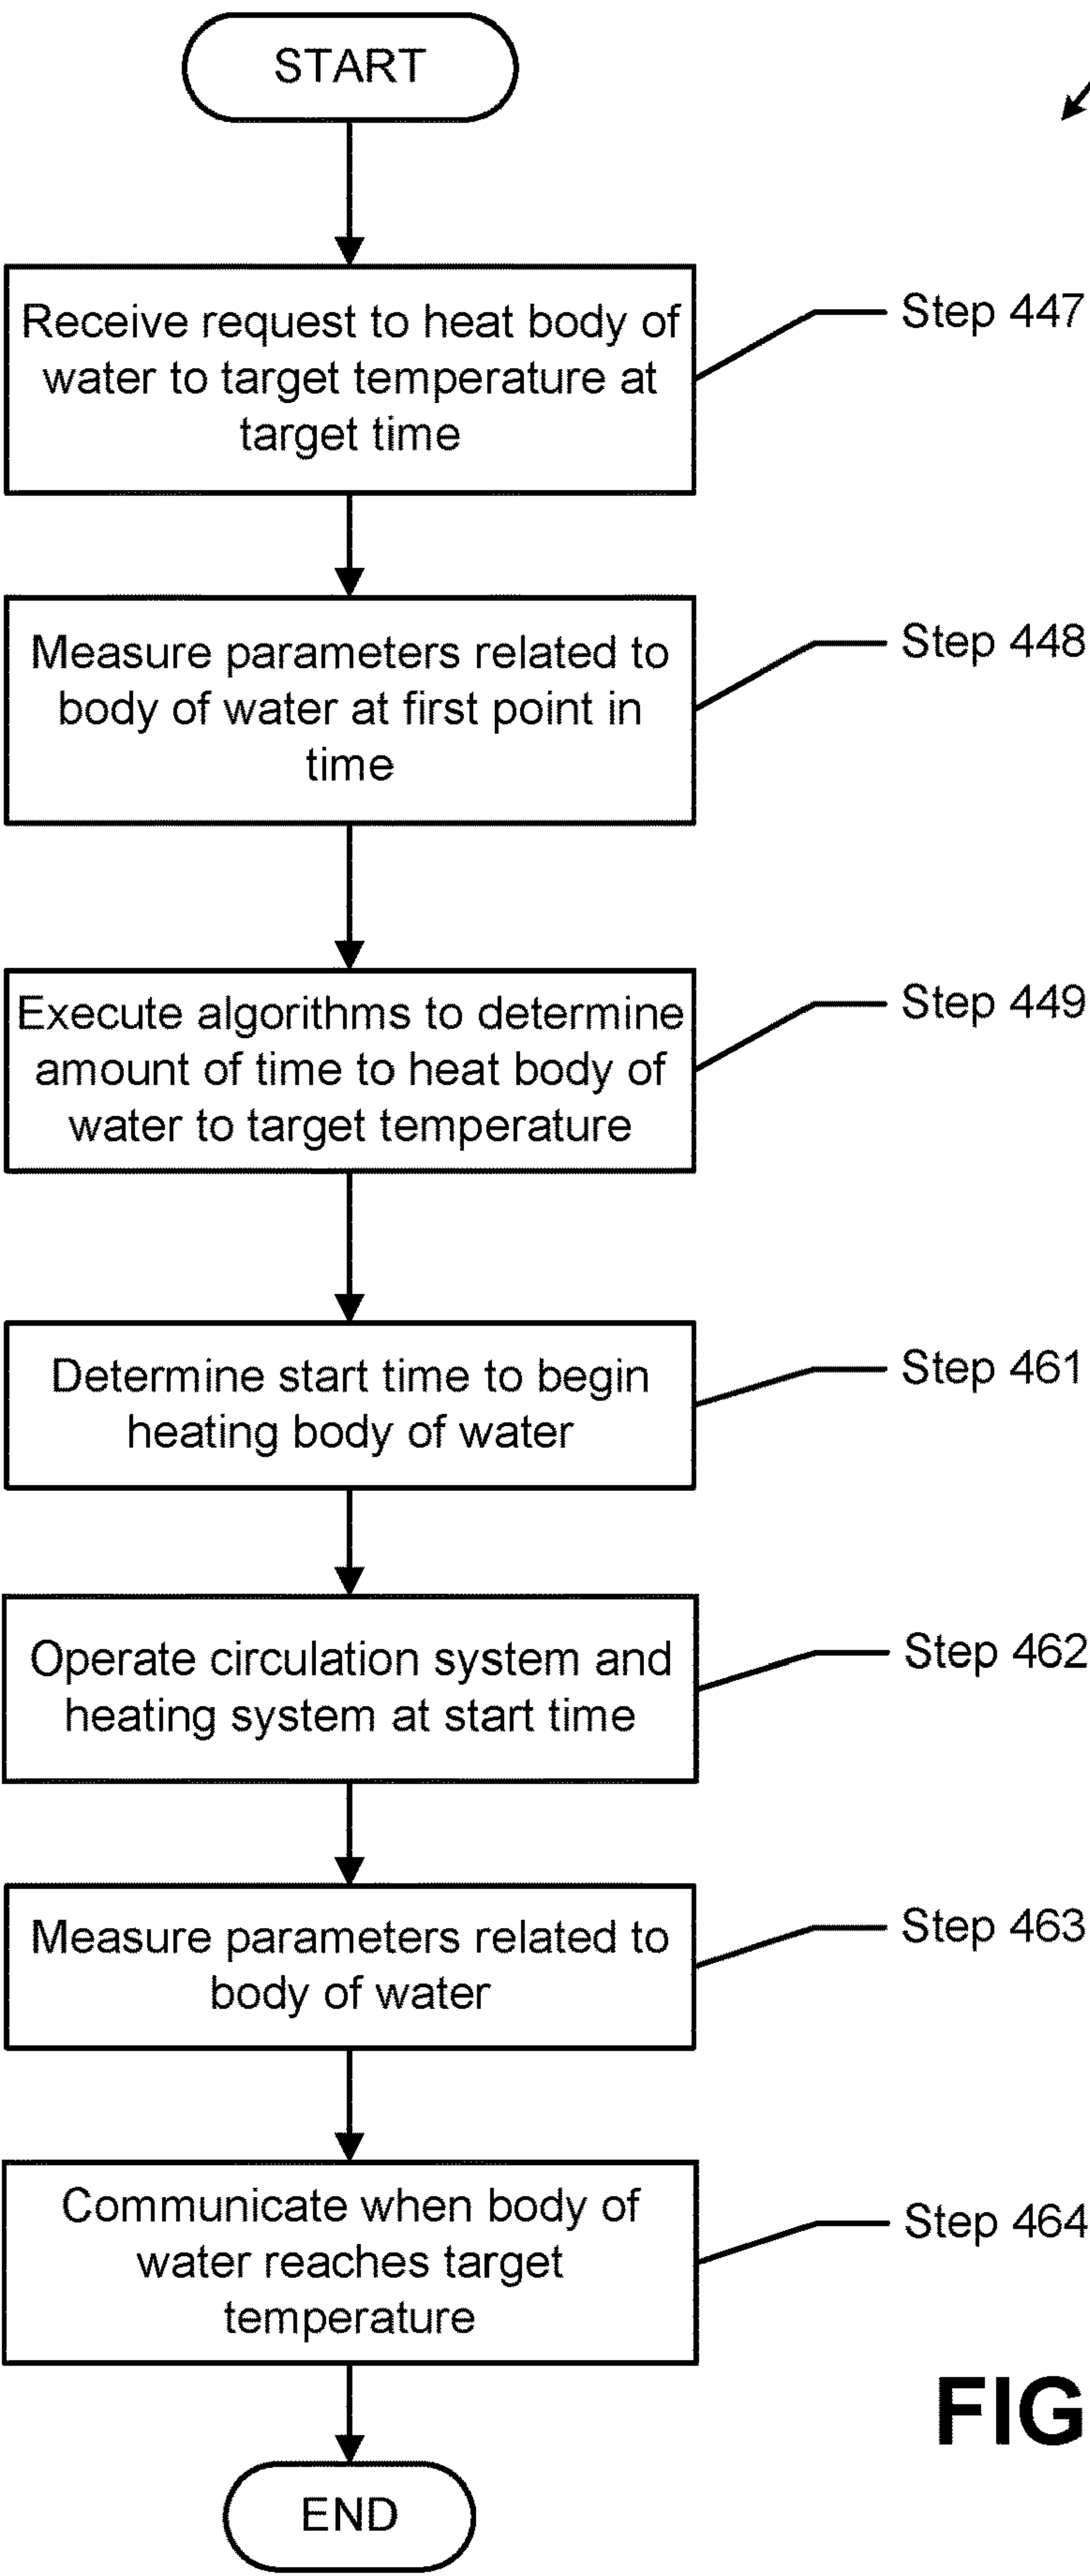 START
Receive request to heat body of
water to target temperature at
target time
Step 447
Measure parameters related to
body of water at first point in
time
Step 448
Execute algorithms to determine
amount of time to heat body of
water to target temperature
Step 449
Determine start time to begin
heating body of water
Step 461
Operate circulation system and
heating system at start time
Step 462
Measure parameters related to
body of water
Step 463
Communicate when body of
water reaches target
temperature
Step 464
FIG
END